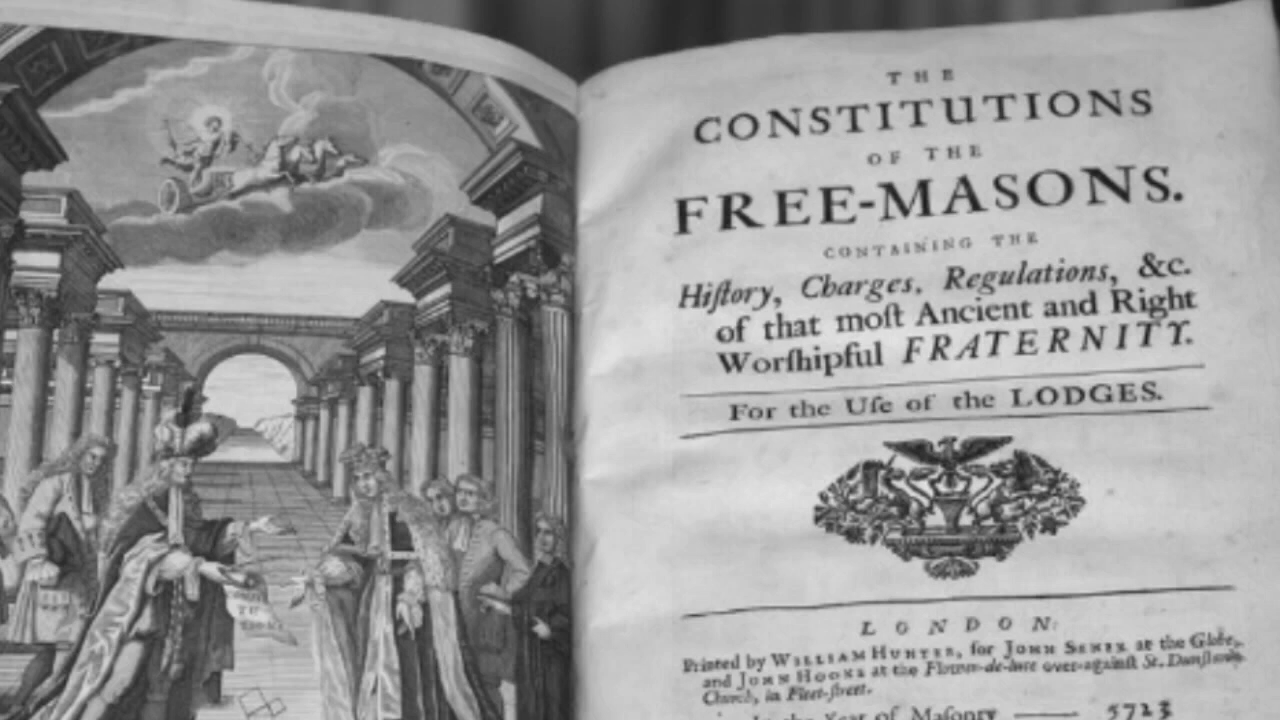 THE
CONSTITUTIONS
OF THE
FREE-MASONS.
CONTAINING THE
Hiſtory, Charges, Regulations, &c.
of that moſt Ancient and Right
Worſhipful FRATERNITY.
For the Uſe of the LODGES.
LONDON:
Printed by WILLIAM HUNTER, for JOHN SENEX at the Globe,
and JOHN HOOKE at the Flower-de-luce over-againſt St. Dunſtan's
Church, in Fleet-ſtreet.
In the Year of Maſonry —— 5723